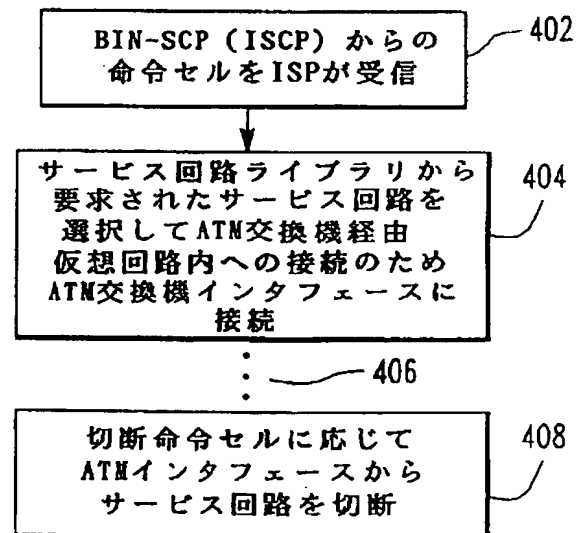 BIN-SCP（ISCP）からの
命令セルをISPが受信
402
サービス回路ライブラリから
要求されたサービス回路を
選択してATM交換機経由
仮想回路内への接続のため
ATM交換機インタフェースに
接続
404
406
切断命令セルに応じて
ATMインタフェースから
サービス回路を切断
408